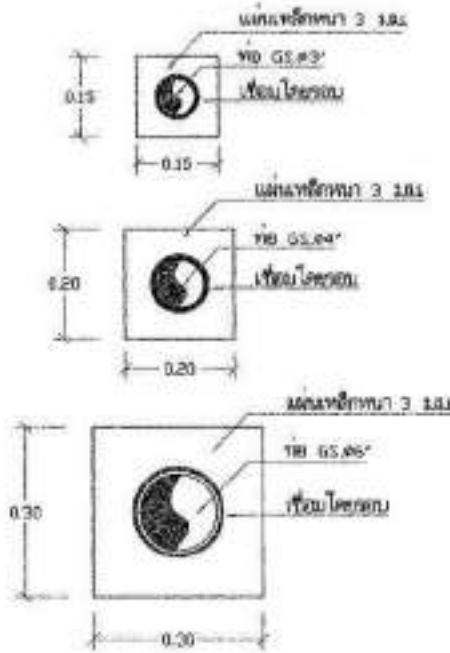 แผ่นเหล็กหนา 3 ม.ม.
ท่อ GS.ø3"
เชื่อมโดยรอบ
0.15
0.15
แผ่นเหล็กหนา 3 ม.ม.
ท่อ GS.ø4"
เชื่อมโดยรอบ
0.20
0.20
แผ่นเหล็กหนา 3 ม.ม.
ท่อ GS.ø6"
เชื่อมโดยรอบ
0.30
0.30